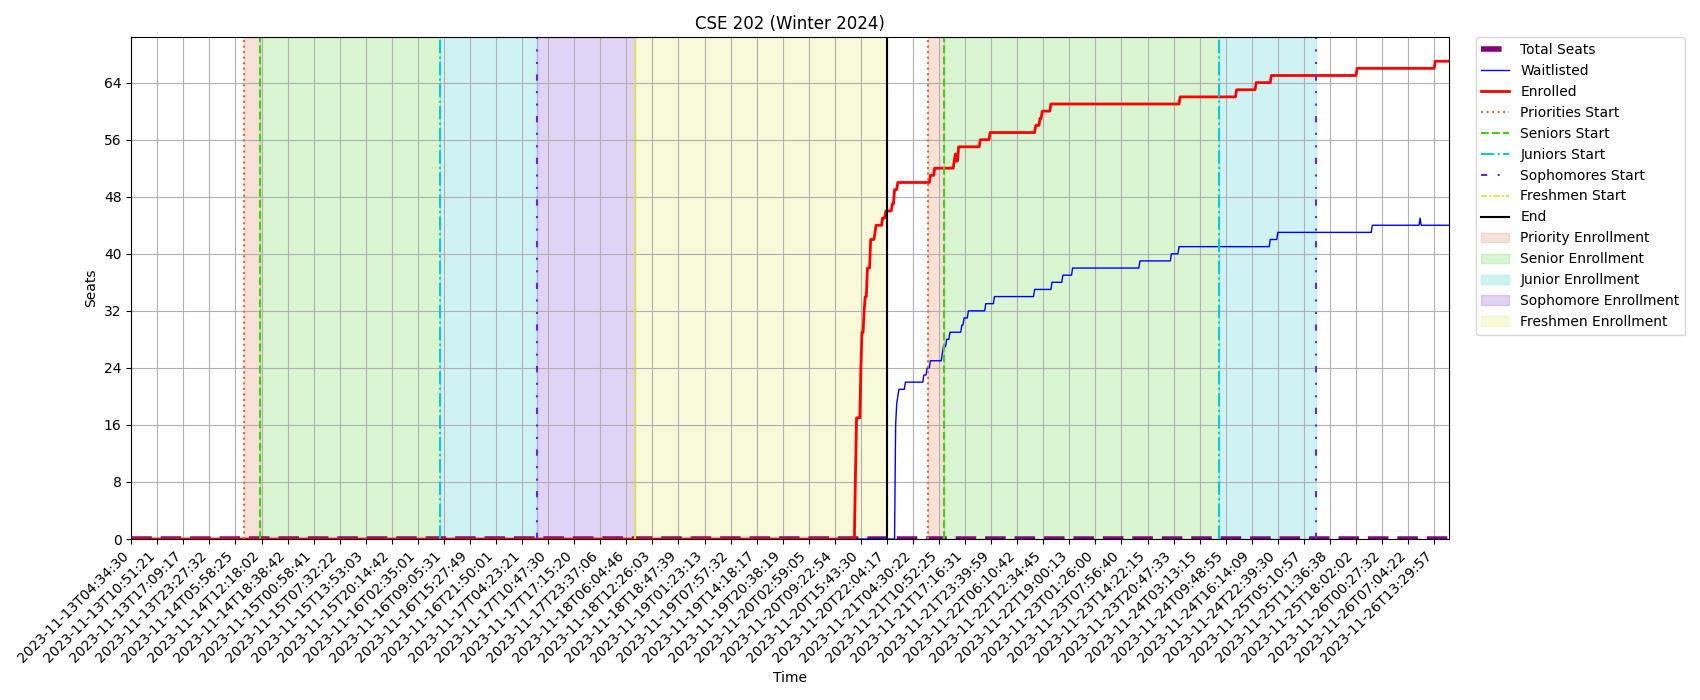 CSE 202 (Winter 2024)
64
56
48
40
32
24
16
8
0
Seats
2023-11-13T04:34:30
2023-11-13T10:51:21
2023-11-13T17:09:17
2023-11-13T23:27:32
2023-11-14T05:58:25
2023-11-14T12:18:02
2023-11-14T18:38:42
2023-11-15T00:58:41
2023-11-15T07:32:22
2023-11-15T13:53:03
2023-11-15T20:14:42
2023-11-16T02:35:01
2023-11-16T09:05:31
2023-11-16T15:27:49
2023-11-16T21:50:01
2023-11-17T04:23:21
2023-11-17T10:47:30
2023-11-17T17:15:20
2023-11-17T23:37:06
2023-11-18T06:04:46
2023-11-18T12:26:03
2023-11-18T18:47:39
2023-11-19T01:23:13
2023-11-19T07:57:32
2023-11-19T14:18:17
2023-11-19T20:38:19
2023-11-20T02:59:05
2023-11-20T09:22:54
2023-11-20T15:43:30
2023-11-20T22:04:17
2023-11-21T04:30:22
2023-11-21T10:52:25
2023-11-21T17:16:31
2023-11-21T23:39:59
2023-11-22T06:10:42
2023-11-22T12:34:45
2023-11-22T19:00:13
2023-11-23T01:26:00
2023-11-23T07:56:40
2023-11-23T14:22:15
2023-11-23T20:47:33
2023-11-24T03:13:15
2023-11-24T09:48:55
2023-11-24T16:14:09
2023-11-24T22:39:30
2023-11-25T05:10:57
2023-11-25T11:36:38
2023-11-25T18:02:02
2023-11-26T00:27:32
2023-11-26T07:04:22
2023-11-26T13:29:57
Time
Total Seats
Waitlisted
Enrolled
Priorities Start
Seniors Start
Juniors Start
Sophomores Start
Freshmen Start
End
Priority Enrollment
Senior Enrollment
Junior Enrollment
Sophomore Enrollment
Freshmen Enrollment